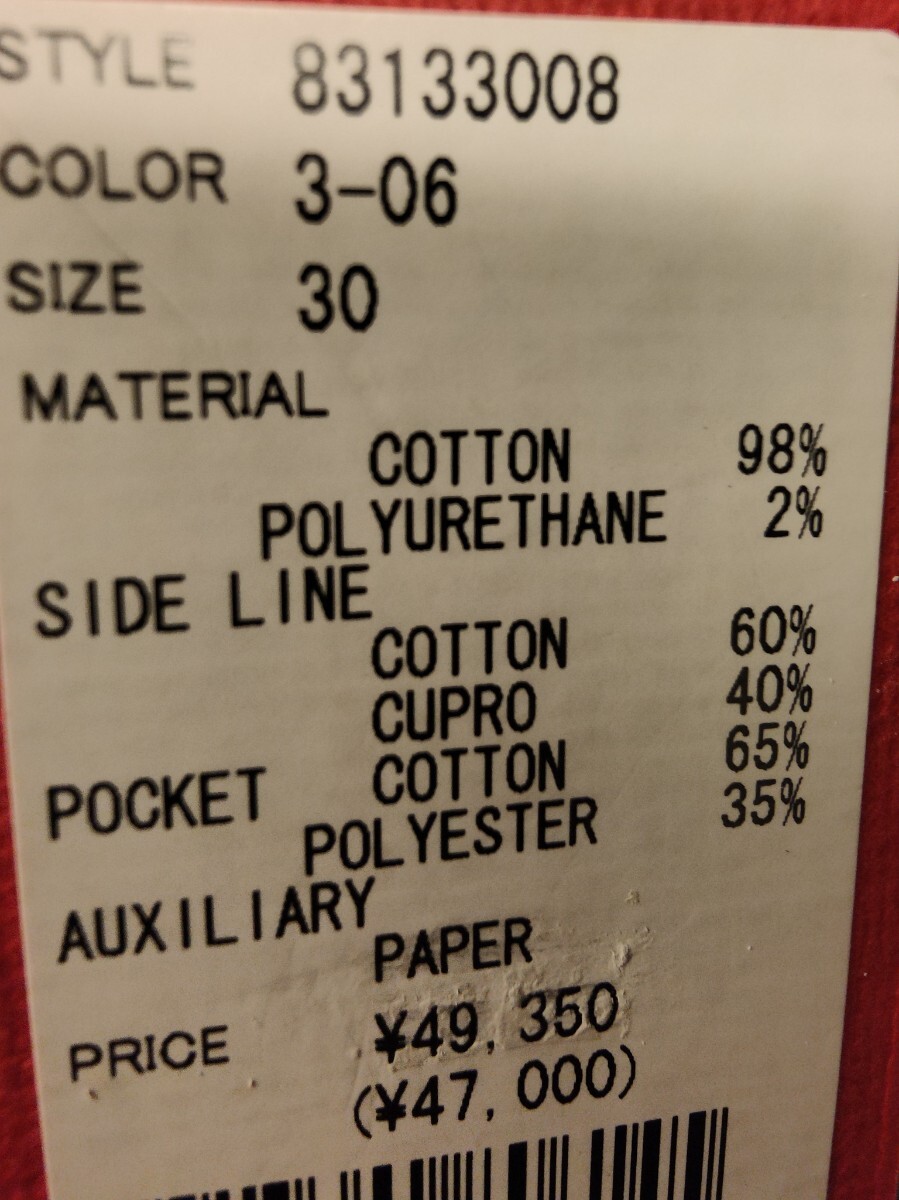 STYLE 83133008
COLOR 3-06
SIZE 30
MATERIAL
COTTON 98%
POLYURETHANE 2%
SIDE LINE
COTTON 60%
CUPRO 40%
POCKET COTTON 65%
POLYESTER 35%
AUXILIARY
PAPER
PRICE ¥49,350
(¥47,000)